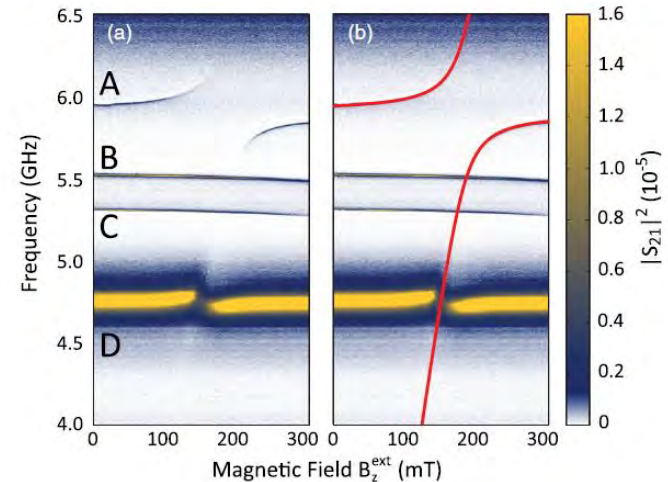 (a)
(b)
A
B
C
D
6.5
6.0
5.5
5.0
4.5
4.0
Frequency (GHz)
0
100
200
300
0
100
200
300
Magnetic Field B_z^ext (mT)
1.6
1.4
1.2
1.0
0.8
0.6
0.4
0.2
0
|S21|² (10⁻⁵)